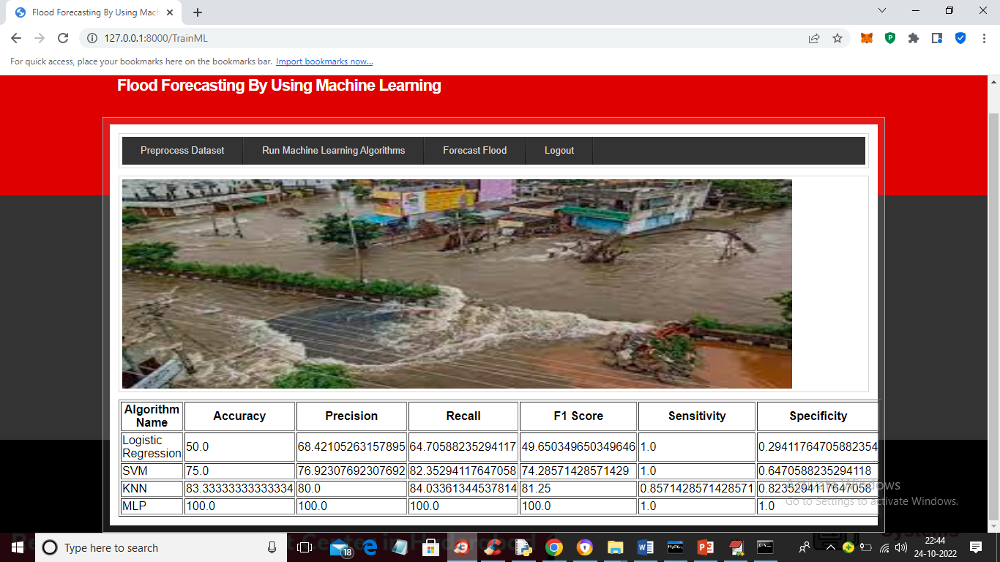 Flood Forecasting By Using Mach
127.0.0.1:8000/TrainML
For quick access, place your bookmarks here on the bookmarks bar. Import bookmarks now...
Flood Forecasting By Using Machine Learning
Preprocess Dataset Run Machine Learning Algorithms Forecast Flood Logout
Algorithm Name Accuracy Precision Recall F1 Score Sensitivity Specificity
Logistic Regression 50.0 68.42105263157895 64.70588235294117 49.650349650349646 1.0 0.29411764705882354
SVM 75.0 76.92307692307692 82.35294117647058 74.28571428571429 1.0 0.6470588235294118
KNN 83.33333333333334 80.0 84.03361344537814 81.25 0.8571428571428571 0.8235294117647058
MLP 100.0 100.0 100.0 100.0 1.0 1.0
Activate Windows
Go to Settings to activate Windows.
Type here to search
18
22:44
24-10-2022